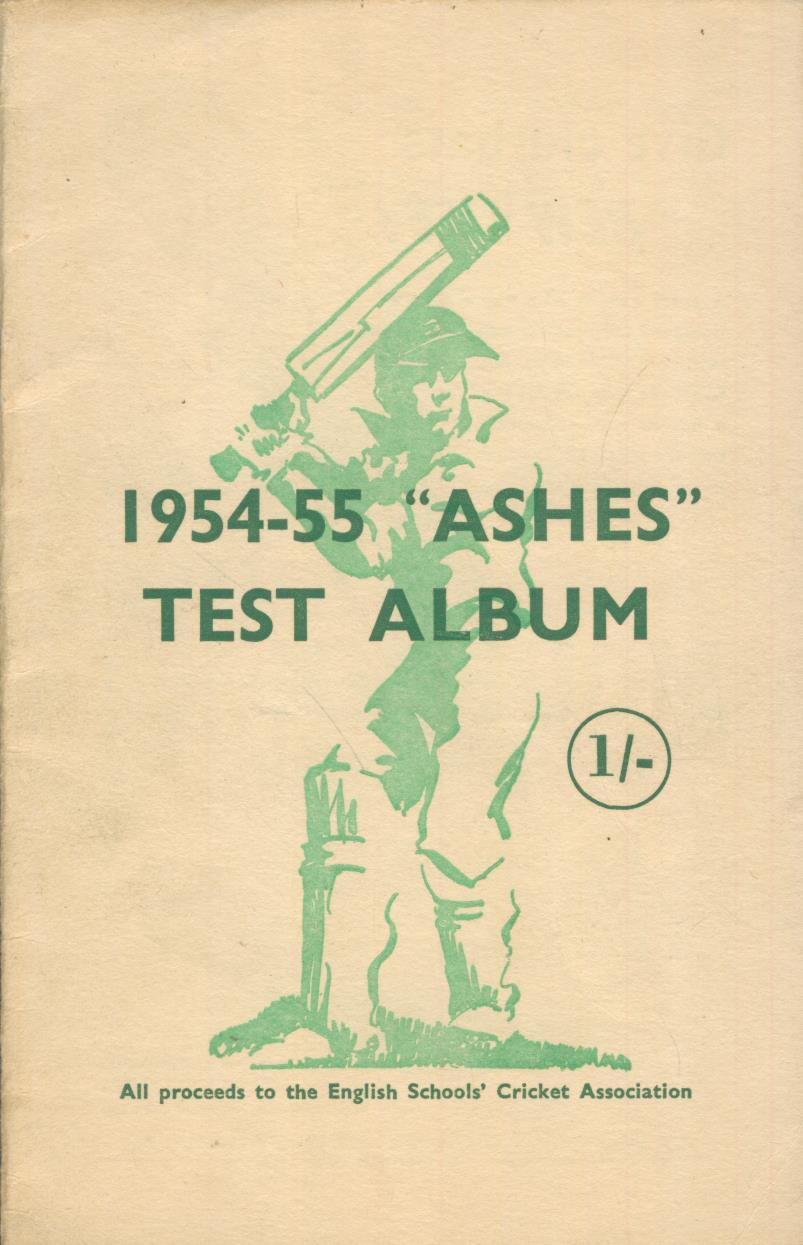 1954-55 “ASHES”
TEST ALBUM
1/-
All proceeds to the English Schools’ Cricket Association